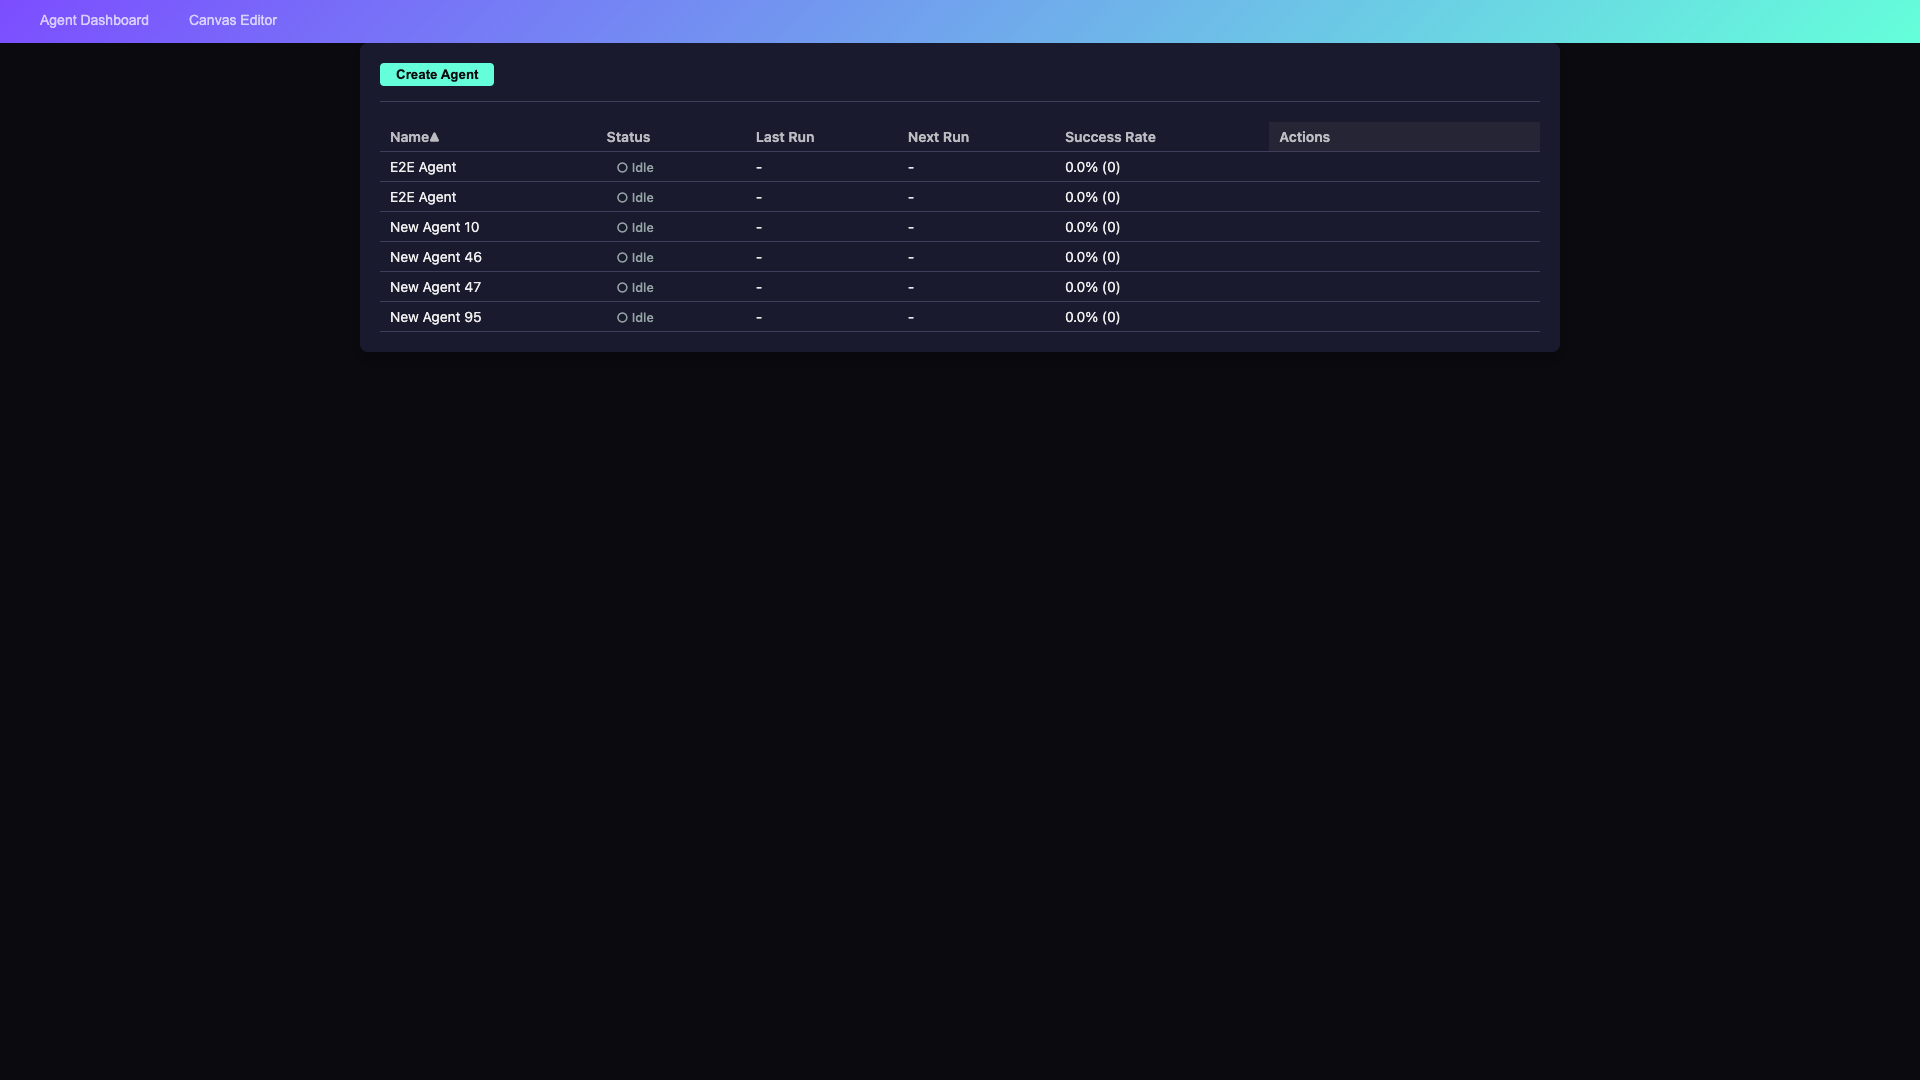 Agent Dashboard Canvas Editor
Create Agent
Name▲ Status Last Run Next Run Success Rate Actions
E2E Agent ○ Idle - - 0.0% (0)
E2E Agent ○ Idle - - 0.0% (0)
New Agent 10 ○ Idle - - 0.0% (0)
New Agent 46 ○ Idle - - 0.0% (0)
New Agent 47 ○ Idle - - 0.0% (0)
New Agent 95 ○ Idle - - 0.0% (0)